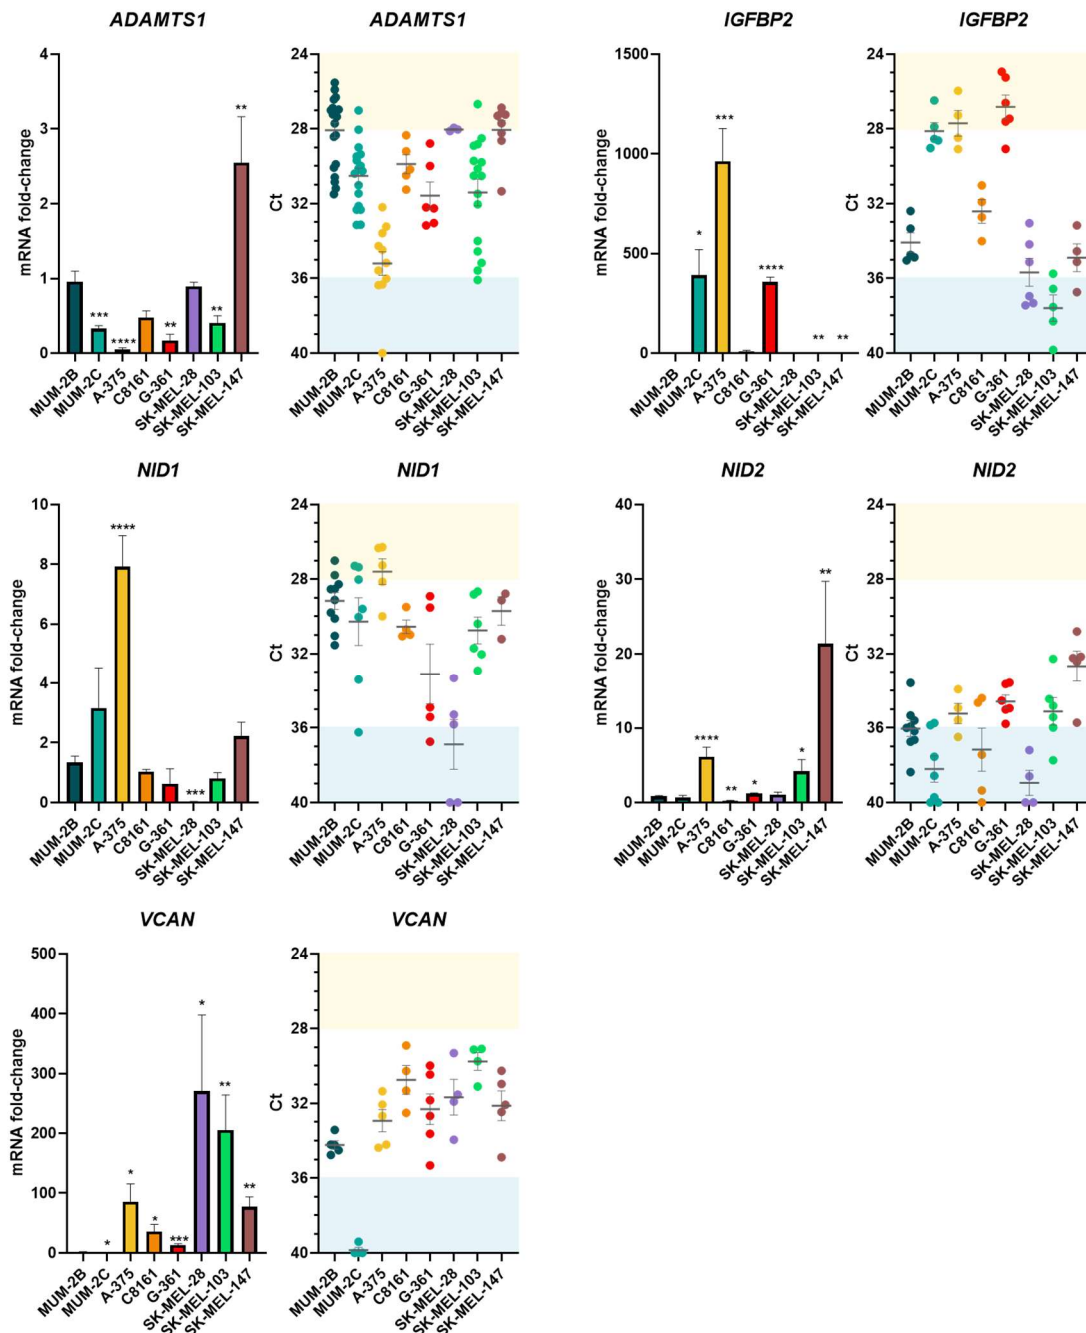 ADAMTS1
mRNA fold-change
4
3
2
1
0
**
***
****
**
**
MUM-2B
MUM-2C
A-375
C8161
G-361
SK-MEL-28
SK-MEL-103
SK-MEL-147
ADAMTS1
Ct
24
28
32
36
40
MUM-2B
MUM-2C
A-375
C8161
G-361
SK-MEL-28
SK-MEL-103
SK-MEL-147
IGFBP2
mRNA fold-change
1500
1000
500
0
***
*
****
**
**
MUM-2B
MUM-2C
A-375
C8161
G-361
SK-MEL-28
SK-MEL-103
SK-MEL-147
IGFBP2
Ct
24
28
32
36
40
MUM-2B
MUM-2C
A-375
C8161
G-361
SK-MEL-28
SK-MEL-103
SK-MEL-147
NID1
mRNA fold-change
10
8
6
4
2
0
****
***
MUM-2B
MUM-2C
A-375
C8161
G-361
SK-MEL-28
SK-MEL-103
SK-MEL-147
NID1
Ct
24
28
32
36
40
MUM-2B
MUM-2C
A-375
C8161
G-361
SK-MEL-28
SK-MEL-103
SK-MEL-147
NID2
mRNA fold-change
40
30
20
10
0
**
****
**
*
*
MUM-2B
MUM-2C
A-375
C8161
G-361
SK-MEL-28
SK-MEL-103
SK-MEL-147
NID2
Ct
24
28
32
36
40
MUM-2B
MUM-2C
A-375
C8161
G-361
SK-MEL-28
SK-MEL-103
SK-MEL-147
VCAN
mRNA fold-change
500
400
300
200
100
0
*
**
*
**
*
***
*
MUM-2B
MUM-2C
A-375
C8161
G-361
SK-MEL-28
SK-MEL-103
SK-MEL-147
VCAN
Ct
24
28
32
36
40
MUM-2B
MUM-2C
A-375
C8161
G-361
SK-MEL-28
SK-MEL-103
SK-MEL-147